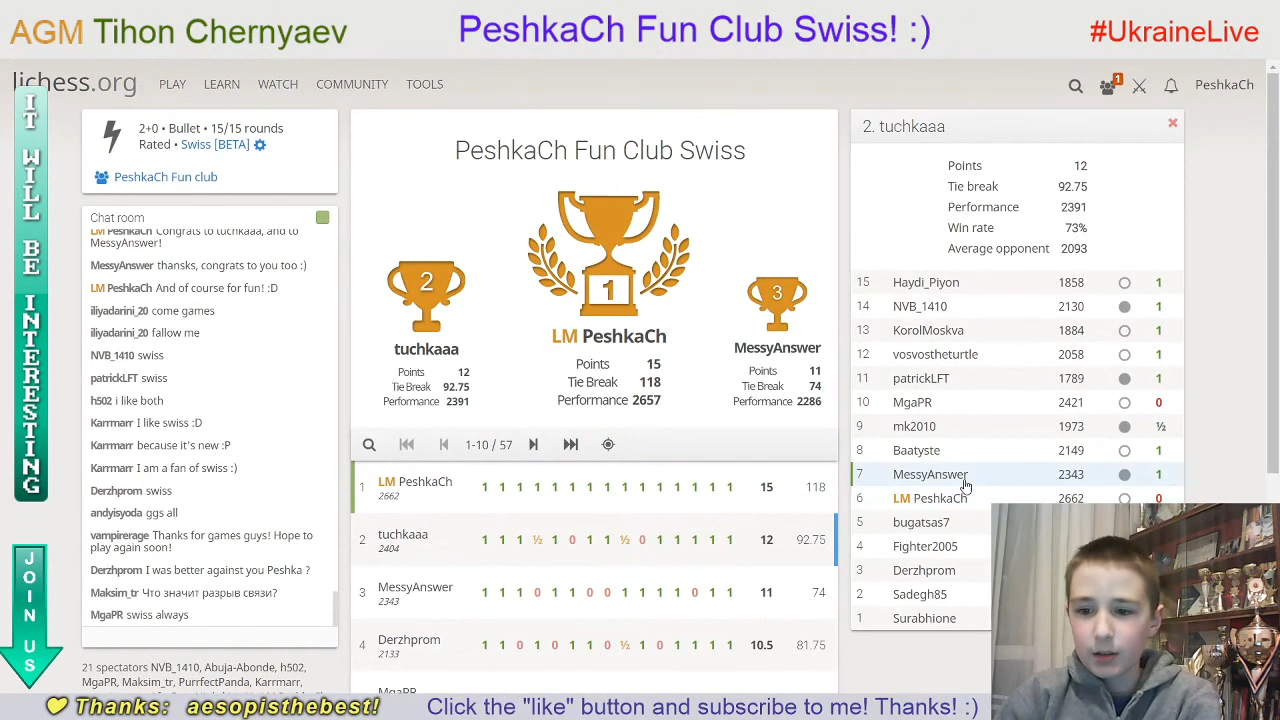 AGM Tihon Chernyaev
PeshkaCh Fun Club Swiss! :)
#UkraineLive
lichess.org
PLAY LEARN WATCH COMMUNITY TOOLS
1
PeshkaCh
IT WILL BE INTERESTING
JOIN US
2+0 • Bullet • 15/15 rounds
Rated • Swiss [BETA]
PeshkaCh Fun club
Chat room
LM PeshkaCh Congrats to tuchkaaa, and to
MessyAnswer!
MessyAnswer thansks, congrats to you too :)
LM PeshkaCh And of course for fun! :D
iliyadarini_20 come games
iliyadarini_20 fallow me
NVB_1410 swiss
patrickLFT swiss
h502 i like both
Karrmarr I like swiss :D
Karrmarr because it's new :P
Karrmarr I am a fan of swiss :)
Derzhprom swiss
andyisyoda ggs all
vampirerage Thanks for games guys! Hope to
play again soon!
Derzhprom I was better against you Peshka ?
Maksim_tr Что значит разрыв связи?
MgaPR swiss always
21 spectators NVB_1410, Abuja-Abonde, h502,
MgaPR, Maksim_tr, PurrfectPanda, Karrmarr,
PeshkaCh Fun Club Swiss
2
1
3
tuchkaaa
Points 12
Tie Break 92.75
Performance 2391
LM PeshkaCh
Points 15
Tie Break 118
Performance 2657
MessyAnswer
Points 11
Tie Break 74
Performance 2286
1-10 / 57
1 LM PeshkaCh 2662 1 1 1 1 1 1 1 1 1 1 1 1 1 1 1 15 118
2 tuchkaaa 2404 1 1 1 ½ 1 0 1 1 ½ 0 1 1 1 1 1 12 92.75
3 MessyAnswer 2343 1 1 1 0 1 1 0 0 1 1 1 1 0 1 1 11 74
4 Derzhprom 2133 1 1 0 1 0 1 0 1 ½ 1 0 1 1 1 1 10.5 81.75
MgaPR
2. tuchkaaa
Points 12
Tie break 92.75
Performance 2391
Win rate 73%
Average opponent 2093
15 Haydi_Piyon 1858 1
14 NVB_1410 2130 1
13 KorolMoskva 1884 1
12 vosvostheturtle 2058 1
11 patrickLFT 1789 1
10 MgaPR 2421 0
9 mk2010 1973 ½
8 Baatyste 2149 1
7 MessyAnswer 2343 1
6 LM PeshkaCh 2662 0
5 bugatsas7
4 Fighter2005
3 Derzhprom
2 Sadegh85
1 Surabhione
Thanks: aesopisthebest!
Click the "like" button and subscribe to me! Thanks! :)